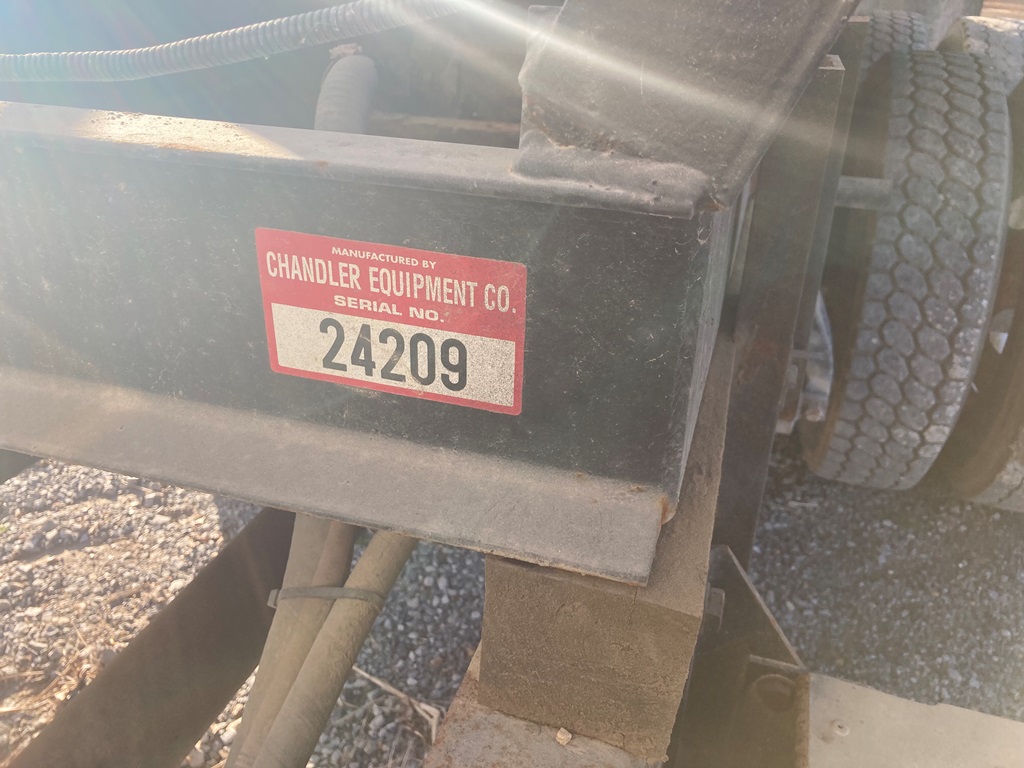 MANUFACTURED BY
CHANDLER EQUIPMENT CO.
SERIAL NO.
24209